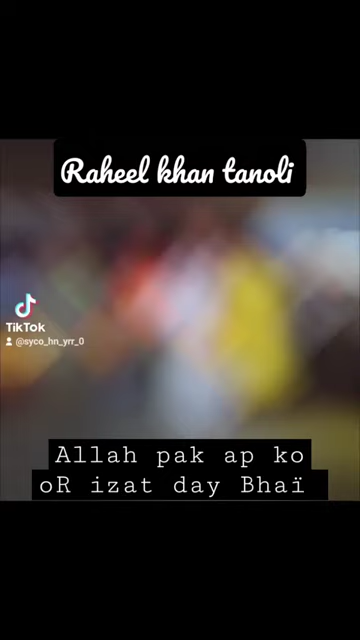 Raheel khan tanoli
TikTok
@syco_hn_yrr_0
Allah pak ap ko
oR izat day Bhaï